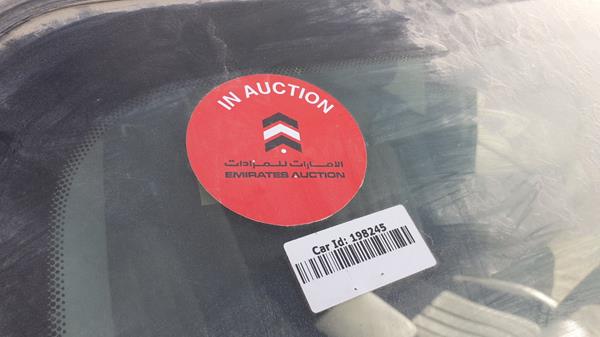 IN AUCTION
الامارات للمزادات
EMIRATES AUCTION
Car Id: 198245